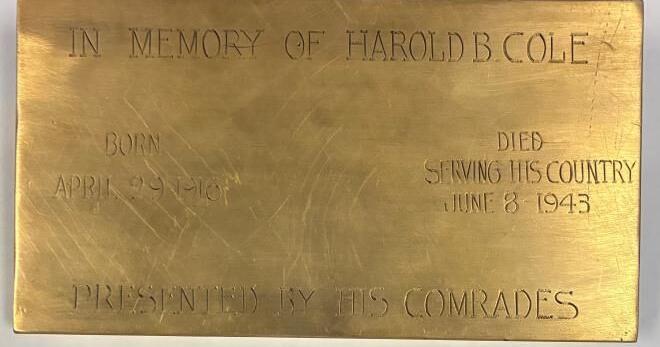 IN MEMORY OF HAROLD B. COLE
BORN
APRIL 29 1916
DIED
SERVING HIS COUNTRY
JUNE 8 1943
PRESENTED BY HIS COMRADES